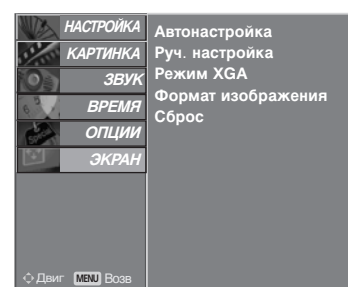 НАСТРОЙКА
КАРТИНКА
ЗВУК
ВРЕМЯ
ОПЦИИ
ЭКРАН
Автонастройка
Руч. настройка
Режим XGA
Формат изображения
Сброс
Двиг MENU Возв